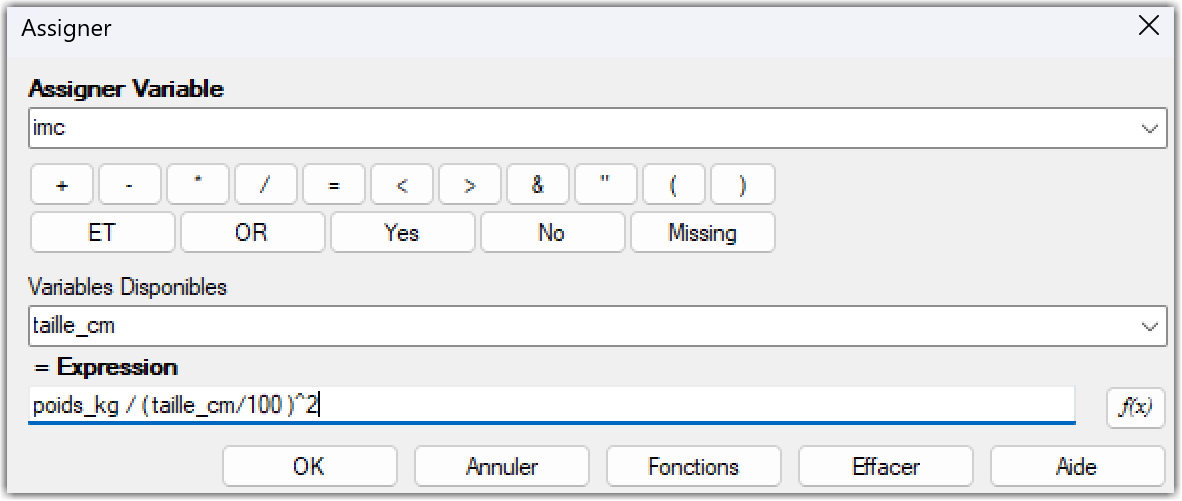 Assigner
Assigner Variable
imc
+ - * / = < > & " ( )
ET OR Yes No Missing
Variables Disponibles
taille_cm
= Expression
poids_kg / ( taille_cm/100 )^2
f(x)
OK Annuler Fonctions Effacer Aide